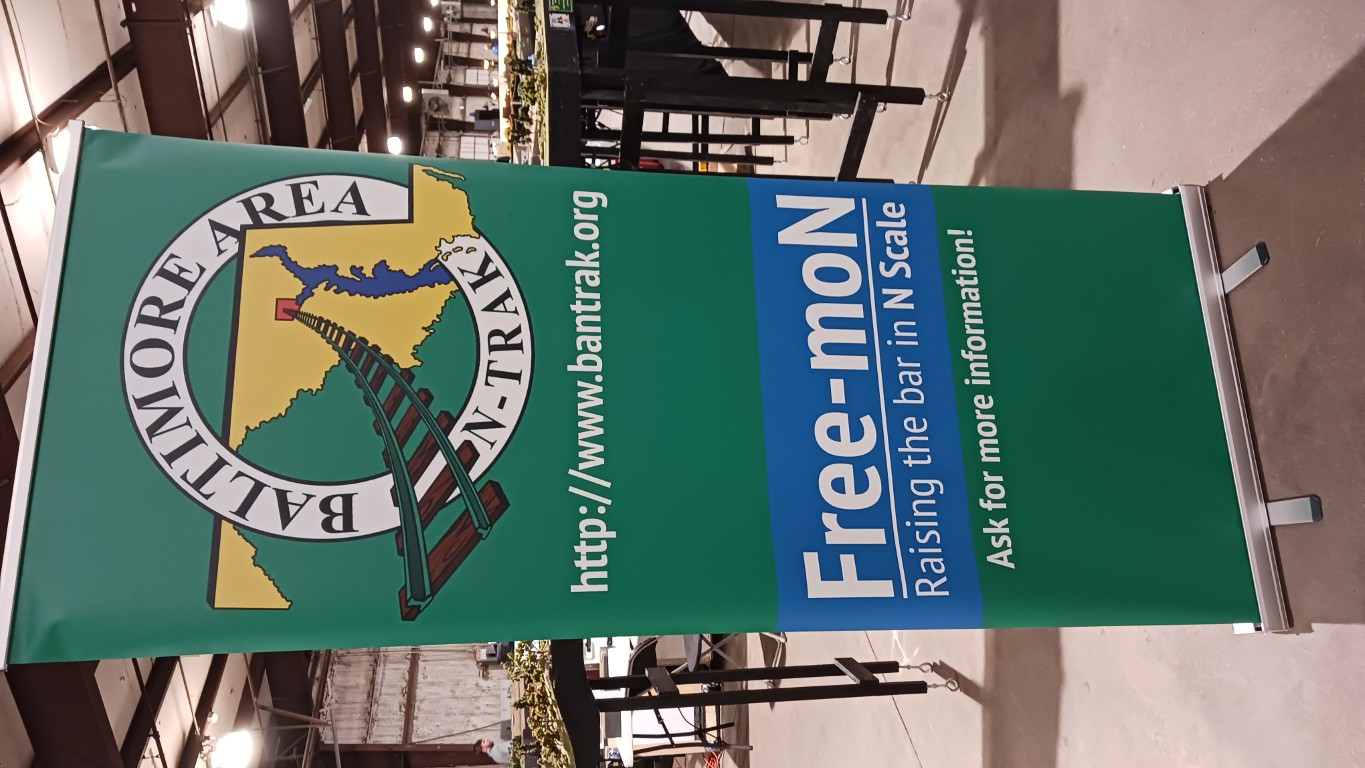 BALTIMORE AREA
N-TRAK
http://www.bantrak.org
Free-moN
Raising the bar in N Scale
Ask for more information!